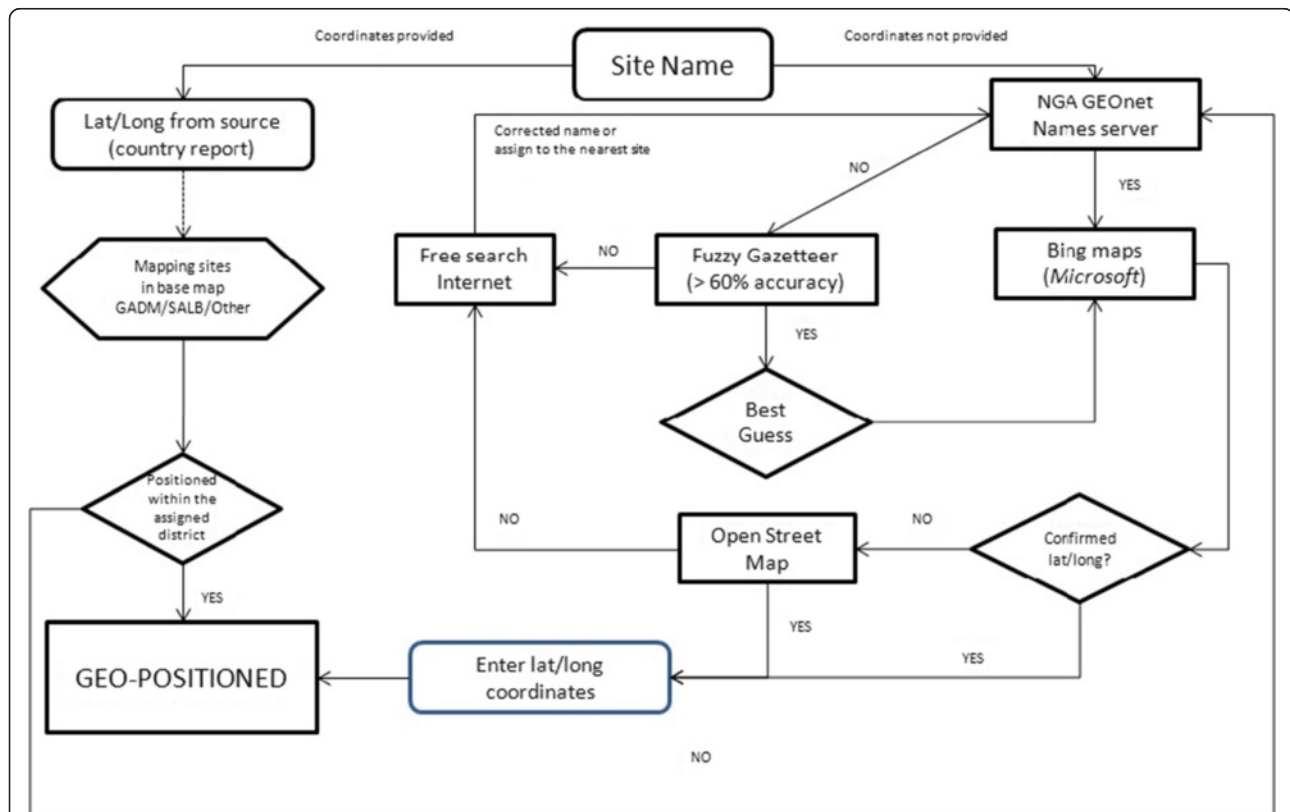 Coordinates provided
Coordinates not provided
Site Name
Lat/Long from source
(country report)
NGA GEOnet
Names server
Corrected name or
assign to the nearest site
NO
YES
Mapping sites
in base map
GADM/SALB/Other
Free search
Internet
NO
Fuzzy Gazetteer
(> 60% accuracy)
Bing maps
(Microsoft)
YES
Best
Guess
Positioned
within the
assigned
district
NO
Open Street
Map
NO
Confirmed
lat/long?
YES
YES
YES
GEO-POSITIONED
Enter lat/long
coordinates
NO